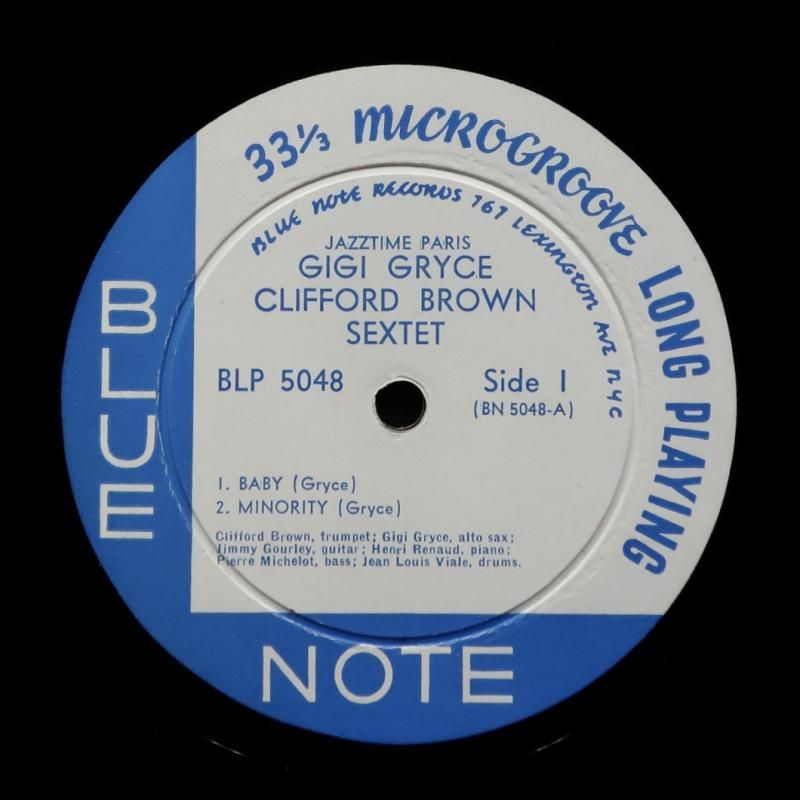 33⅓ MICROGROOVE LONG PLAYING
BLUE NOTE RECORDS 767 LEXINGTON AVE NYC
JAZZTIME PARIS
GIGI GRYCE
CLIFFORD BROWN
SEXTET
BLP 5048
Side 1
(BN 5048-A)
1. BABY (Gryce)
2. MINORITY (Gryce)
Clifford Brown, trumpet; Gigi Gryce, alto sax;
Jimmy Gourley, guitar; Henri Renaud, piano;
Pierre Michelot, bass; Jean Louis Viale, drums.
BLUE
NOTE